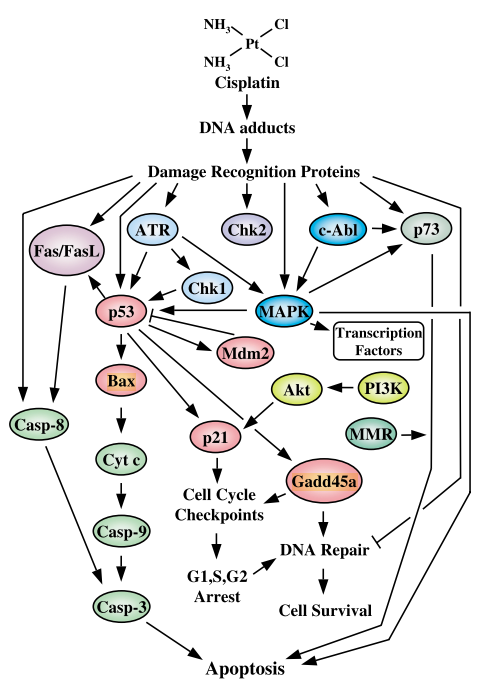 NH3 Cl
Pt
NH3 Cl
Cisplatin
DNA adducts
Damage Recognition Proteins
ATR
Chk2
c-Abl
p73
Fas/FasL
Chk1
p53
MAPK
Transcription
Factors
Mdm2
Bax
Akt
PI3K
Casp-8
p21
MMR
Cyt c
Gadd45a
Cell Cycle
Checkpoints
Casp-9
DNA Repair
G1,S,G2
Arrest
Casp-3
Cell Survival
Apoptosis